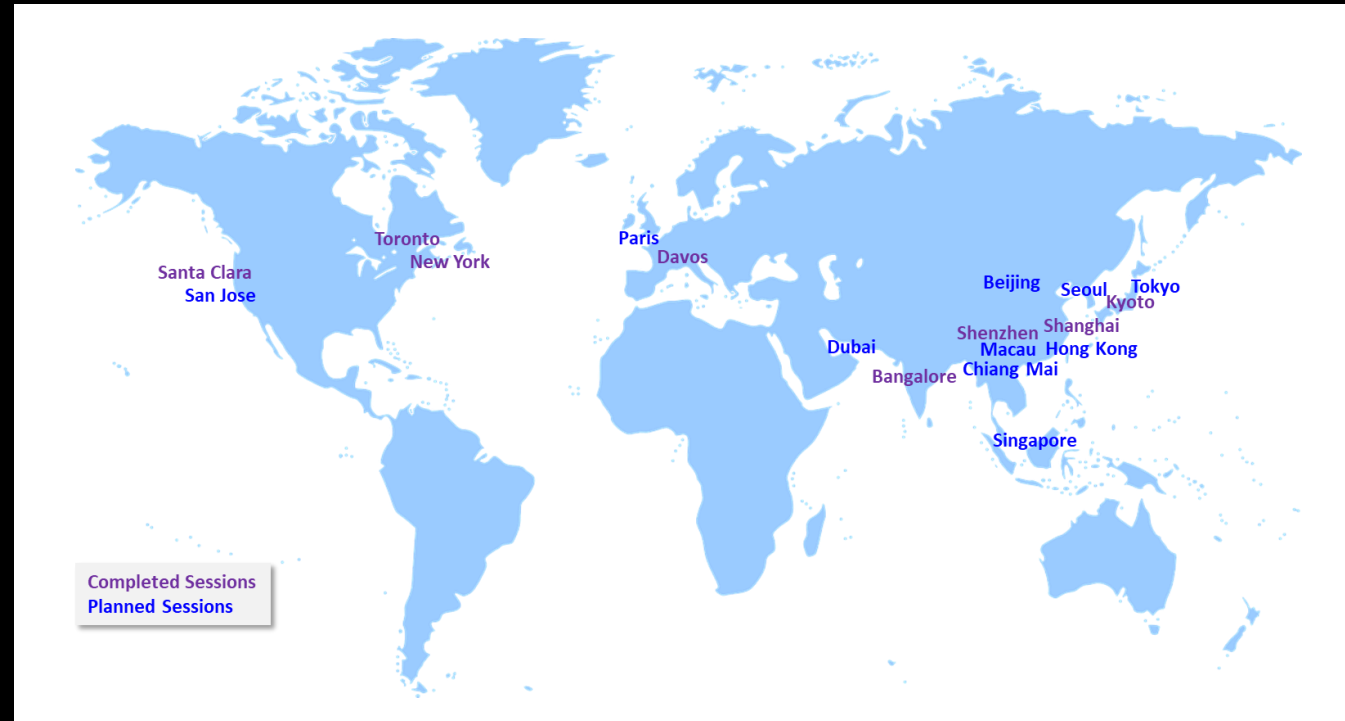 Toronto
New York
Santa Clara
San Jose
Paris
Davos
Beijing
Seoul
Tokyo
Kyoto
Shenzhen
Shanghai
Dubai
Macau
Hong Kong
Bangalore
Chiang Mai
Singapore
Completed Sessions
Planned Sessions